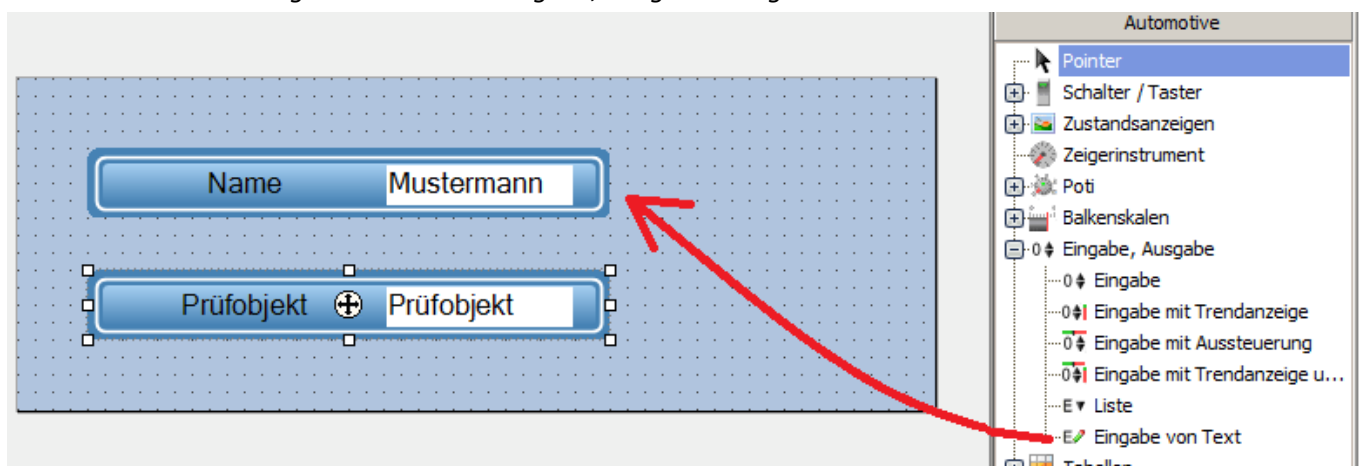 Automotive
Pointer
Schalter / Taster
Zustandsanzeigen
Zeigerinstrument
Poti
Balkenskalen
Eingabe, Ausgabe
Eingabe
Eingabe mit Trendanzeige
Eingabe mit Aussteuerung
Eingabe mit Trendanzeige u...
Liste
Eingabe von Text
Name Mustermann
Prüfobjekt Prüfobjekt